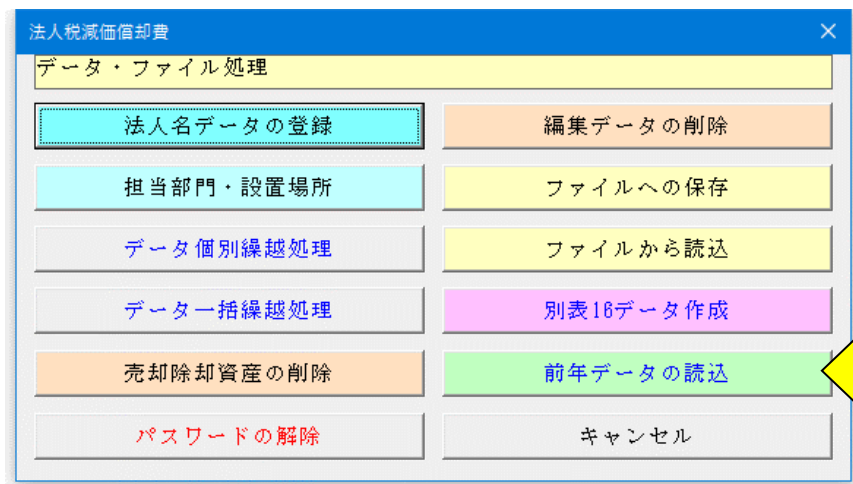 法人税減価償却費
データ・ファイル処理
法人名データの登録
編集データの削除
担当部門・設置場所
ファイルへの保存
データ個別繰越処理
ファイルから読込
データ一括繰越処理
別表16データ作成
売却除却資産の削除
前年データの読込
パスワードの解除
キャンセル